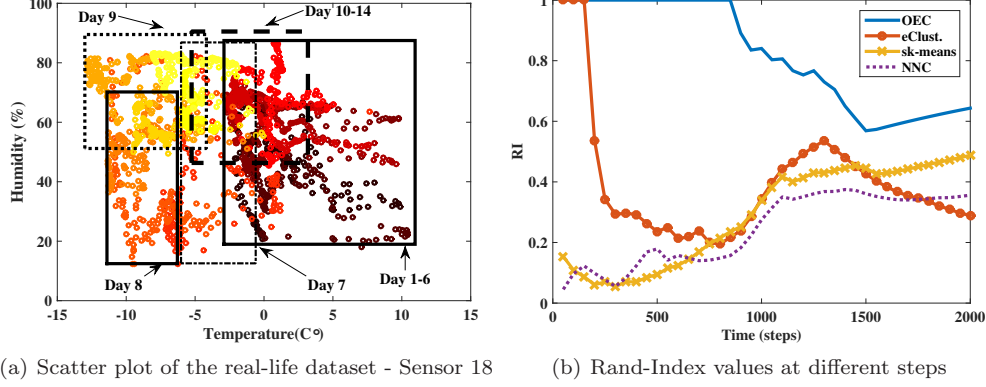 Day 9
Day 10-14
100
80
60
40
20
0
Humidity (%)
Day 8
Day 7
Day 1-6
-15
-10
-5
0
5
10
15
Temperature(C°)
(a) Scatter plot of the real-life dataset - Sensor 18
1
0.8
0.6
0.4
0.2
0
RI
OEC
eClust.
sk-means
NNC
0
500
1000
1500
2000
Time (steps)
(b) Rand-Index values at different steps